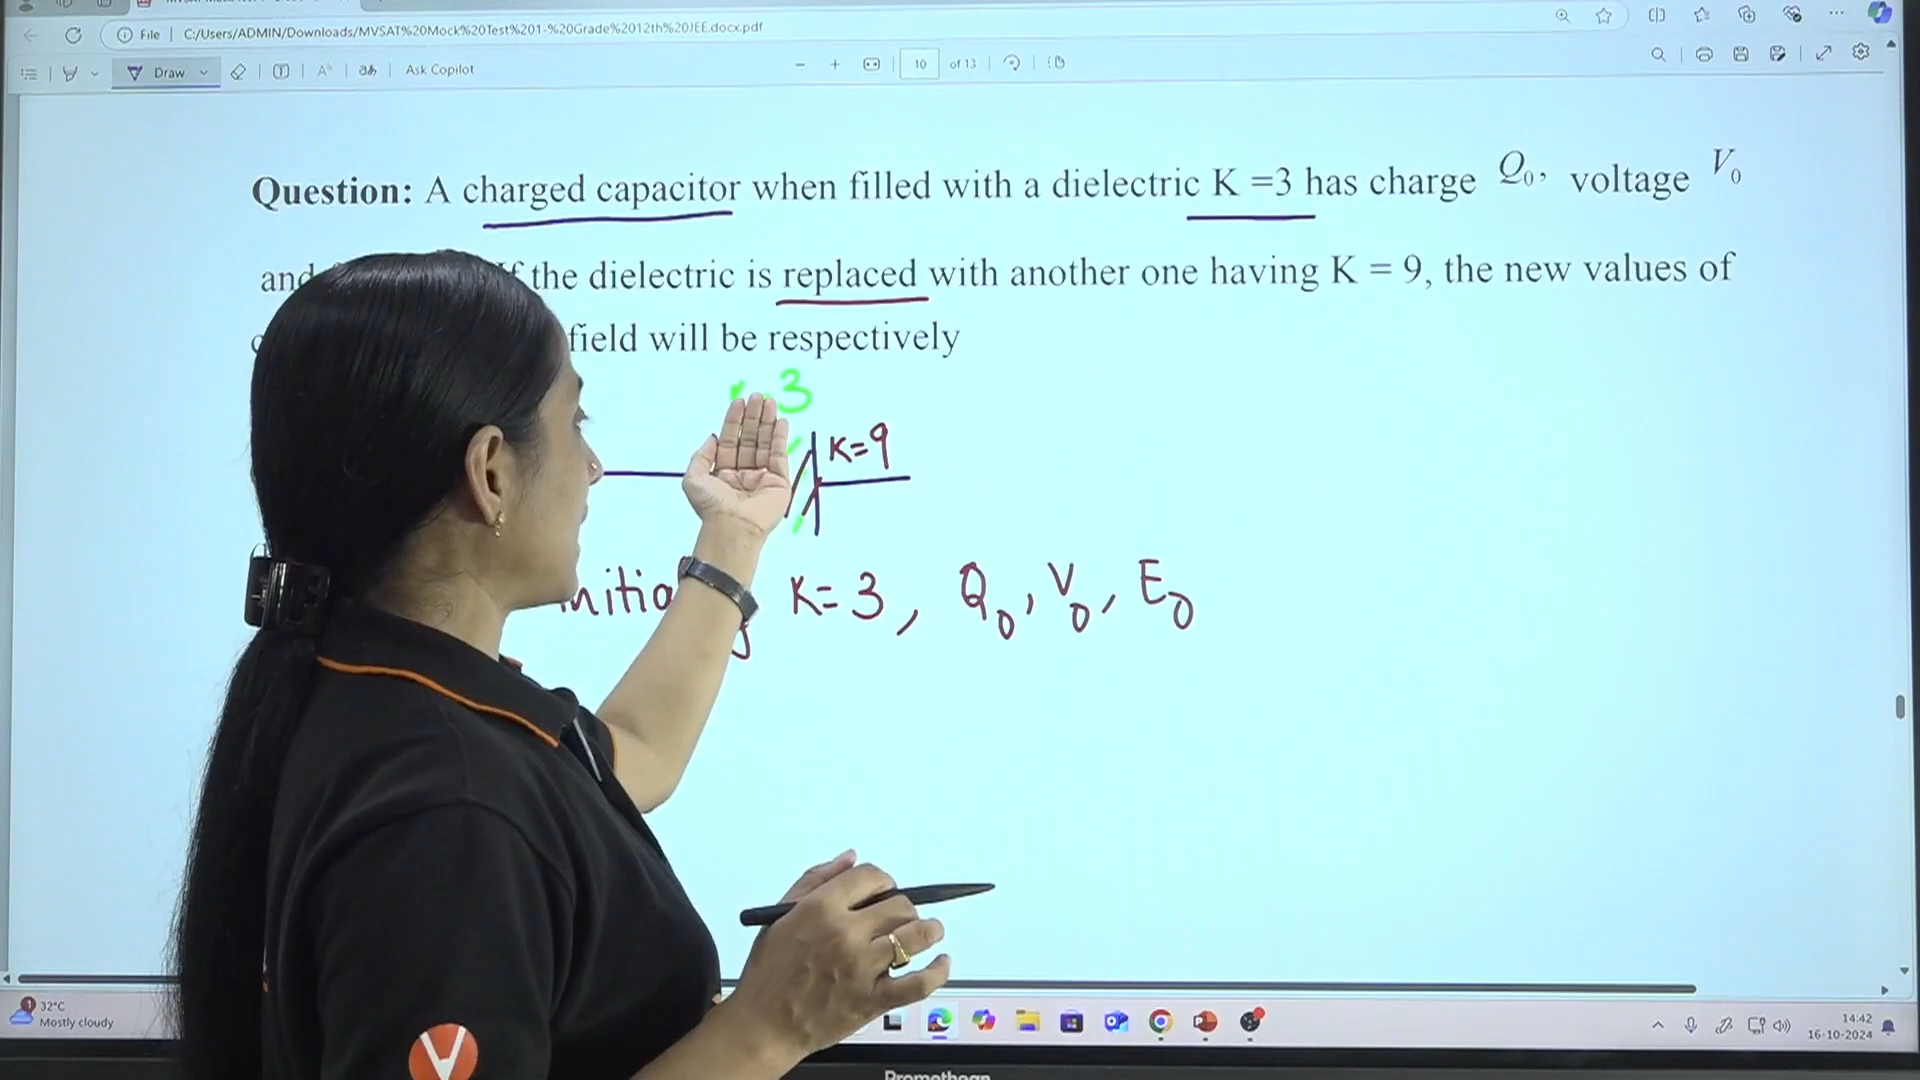 File | C:/Users/ADMIN/Downloads/MVSAT%20Mock%20Test%201-%20Grade%2012th%20JEE.docx.pdf
Draw
Ask Copilot
10 of 13
Question: A charged capacitor when filled with a dielectric K =3 has charge Q₀, voltage V₀
and If the dielectric is replaced with another one having K = 9, the new values of
field will be respectively
3
K=9
K=3, Q₀, V₀, E₀
32°C
Mostly cloudy
14:42
16-10-2024
Promethean